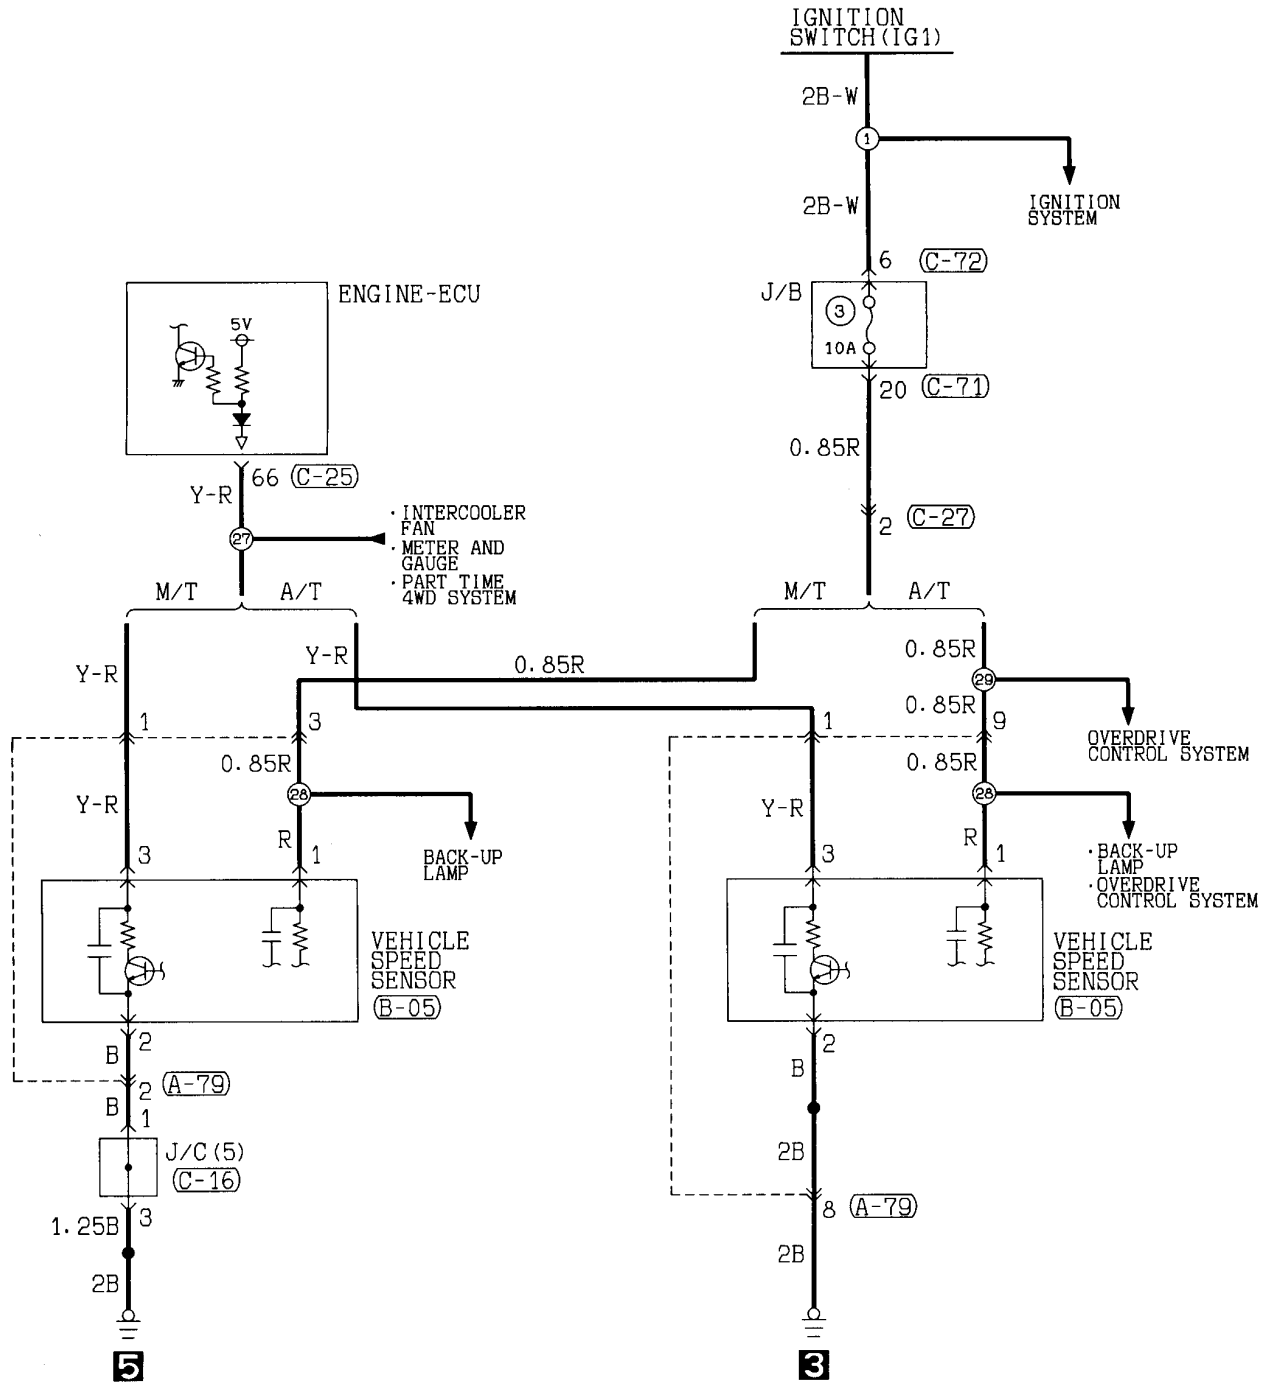 IGNITION
SWITCH(IG1)
2B-W
1
2B-W
IGNITION
SYSTEM
6 C-72
J/B
3
10A
20 C-71
ENGINE-ECU
5V
0.85R
66 C-25
Y-R
2 C-27
27
·INTERCOOLER
FAN
·METER AND
GAUGE
·PART TIME
4WD SYSTEM
M/T A/T
M/T A/T
Y-R
Y-R
0.85R
0.85R
29
0.85R
OVERDRIVE
CONTROL SYSTEM
1
3
1
9
0.85R
0.85R
28
28
Y-R
Y-R
R
R
BACK-UP
LAMP
·BACK-UP
LAMP
·OVERDRIVE
CONTROL SYSTEM
3
1
3
1
VEHICLE
SPEED
SENSOR
B-05
VEHICLE
SPEED
SENSOR
B-05
2
B
2 A-79
B
1
J/C(5)
C-16
3
1.25B
2B
5
2
B
2B
8 A-79
2B
3